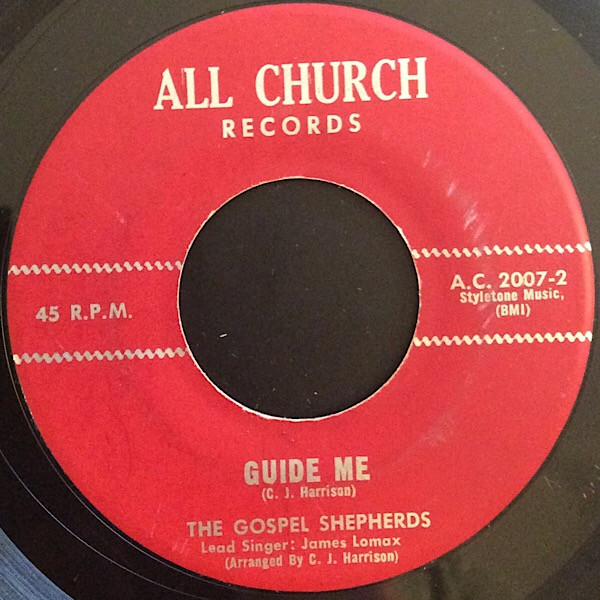 ALL CHURCH
RECORDS
45 R.P.M.
A.C. 2007-2
Styletone Music,
(BMI)
GUIDE ME
(C. J. Harrison)
THE GOSPEL SHEPHERDS
Lead Singer: James Lomax
(Arranged By C. J. Harrison)